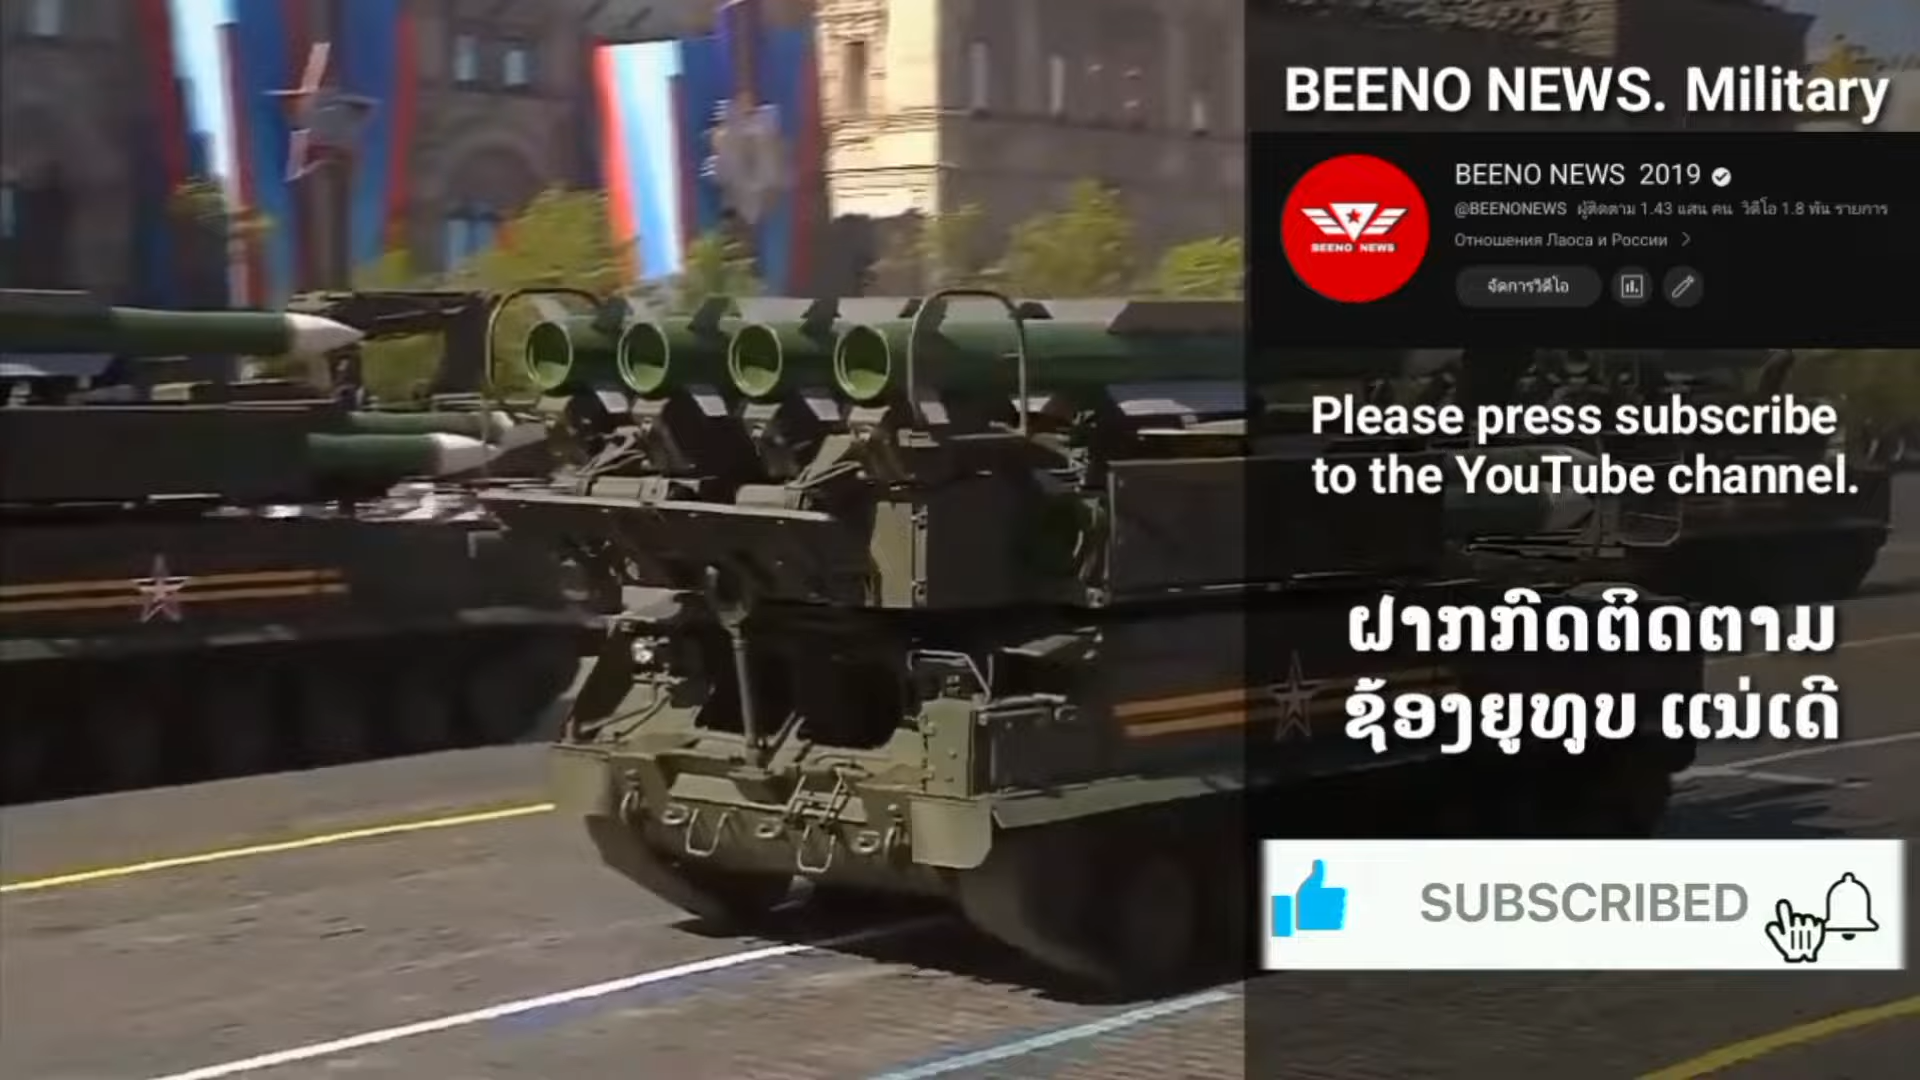 BEENO NEWS. Military
BEENO NEWS 2019
@BEENONEWS ผู้ติดตาม 1.43 แสน คน วิดีโอ 1.8 พัน รายการ
Отношения Лаоса и России
BEENO NEWS
จัดการวิดีโอ
Please press subscribe
to the YouTube channel.
ຝາກກົດຕິດຕາມ
ຊ້ອງຍູທູບ ແນ່ເດີ
SUBSCRIBED